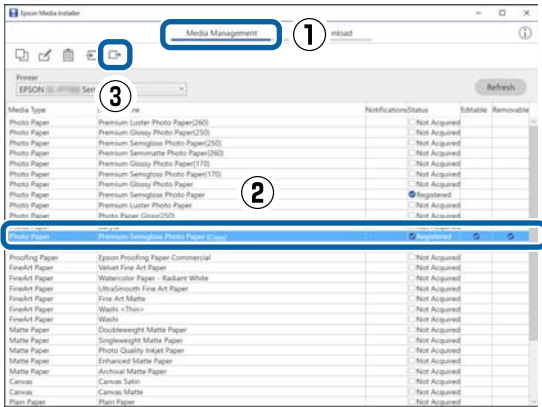 Epson Media Installer
Media Management
nload
①
Printer
EPSON Seri
Refresh
③
Media Type Notifications Status Editable Removable
Photo Paper Premium Luster Photo Paper(260) Not Acquired
Photo Paper Premium Glossy Photo Paper(250) Not Acquired
Photo Paper Premium Semigloss Photo Paper(250) Not Acquired
Photo Paper Premium Semimatte Photo Paper(260) Not Acquired
Photo Paper Premium Glossy Photo Paper(170) Not Acquired
Photo Paper Premium Semigloss Photo Paper(170) Not Acquired
Photo Paper Premium Glossy Photo Paper Not Acquired
Photo Paper Premium Semigloss Photo Paper Registered
Photo Paper Premium Luster Photo Paper Not Acquired
Photo Paper Photo Paper Gloss(250) Not Acquired
②
Photo Paper Premium Semigloss Photo Paper (Copy) Registered
Proofing Paper Epson Proofing Paper Commercial Not Acquired
FineArt Paper Velvet Fine Art Paper Not Acquired
FineArt Paper Watercolor Paper - Radiant White Not Acquired
FineArt Paper UltraSmooth Fine Art Paper Not Acquired
FineArt Paper Fine Art Matte Not Acquired
FineArt Paper Washi <Thin> Not Acquired
FineArt Paper Washi Not Acquired
Matte Paper Doubleweight Matte Paper Not Acquired
Matte Paper Singleweight Matte Paper Not Acquired
Matte Paper Photo Quality Inkjet Paper Not Acquired
Matte Paper Enhanced Matte Paper Not Acquired
Matte Paper Archival Matte Paper Not Acquired
Canvas Canvas Satin Not Acquired
Canvas Canvas Matte Not Acquired
Plain Paper Plain Paper Not Acquired